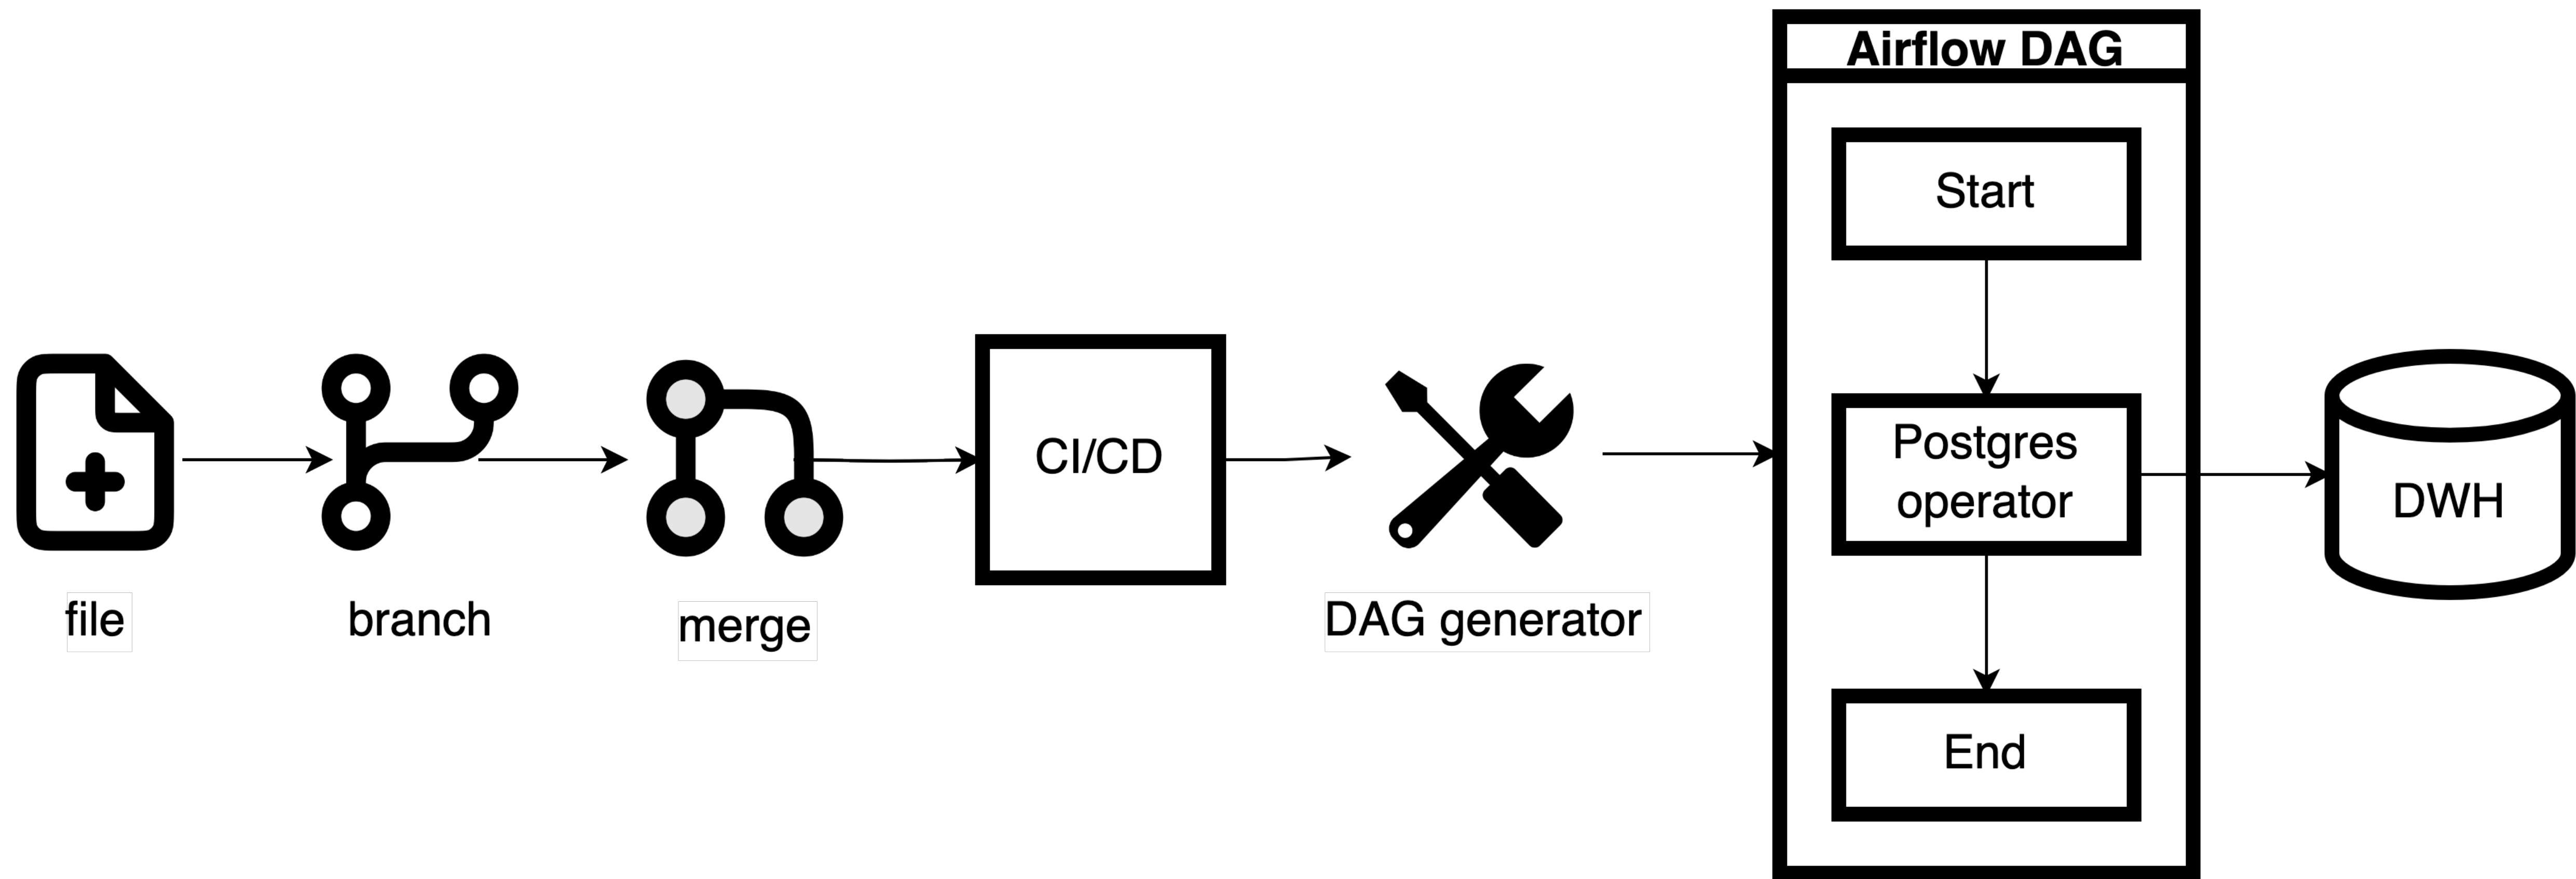 file
branch
merge
CI/CD
DAG generator
Airflow DAG
Start
Postgres
operator
End
DWH